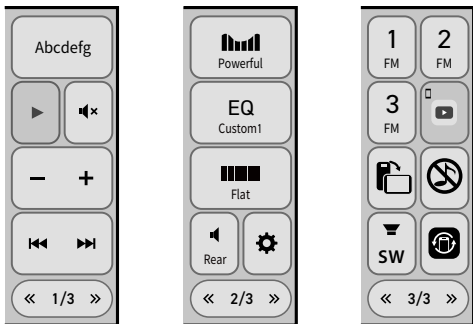 Abcdefg
1/3
Powerful
EQ
Custom1
Flat
Rear
2/3
1
FM
2
FM
3
FM
SW
3/3